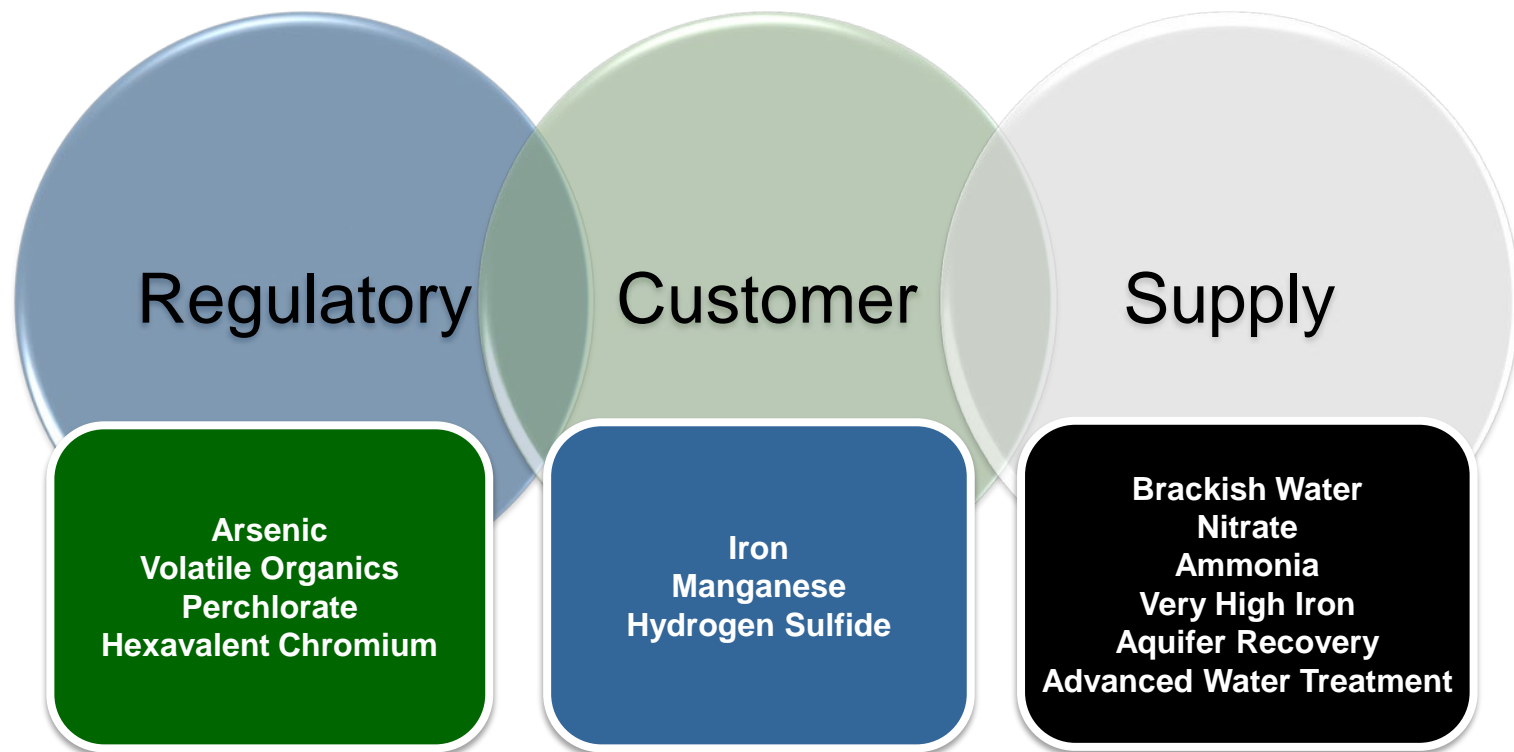 Regulatory
Customer
Supply
Arsenic
Volatile Organics
Perchlorate
Hexavalent Chromium
Iron
Manganese
Hydrogen Sulfide
Brackish Water
Nitrate
Ammonia
Very High Iron
Aquifer Recovery
Advanced Water Treatment